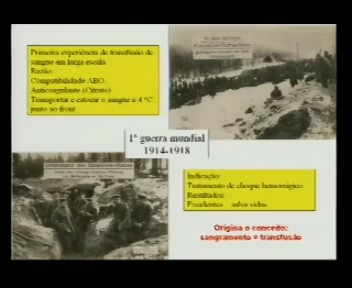 Primeira experiência de transfusão de
sangue em larga escala.
Razão
Compatibilidade ABO
Anticoagulante (Citrato)
Transportar e estocar o sangue a 4 °C
junto ao front
1ª guerra mundial
1914-1918
Indicação
Tratamento de choque hemorrágico
Resultados
Excelentes salva vidas
Origina o conceito:
sangramento = transfusão